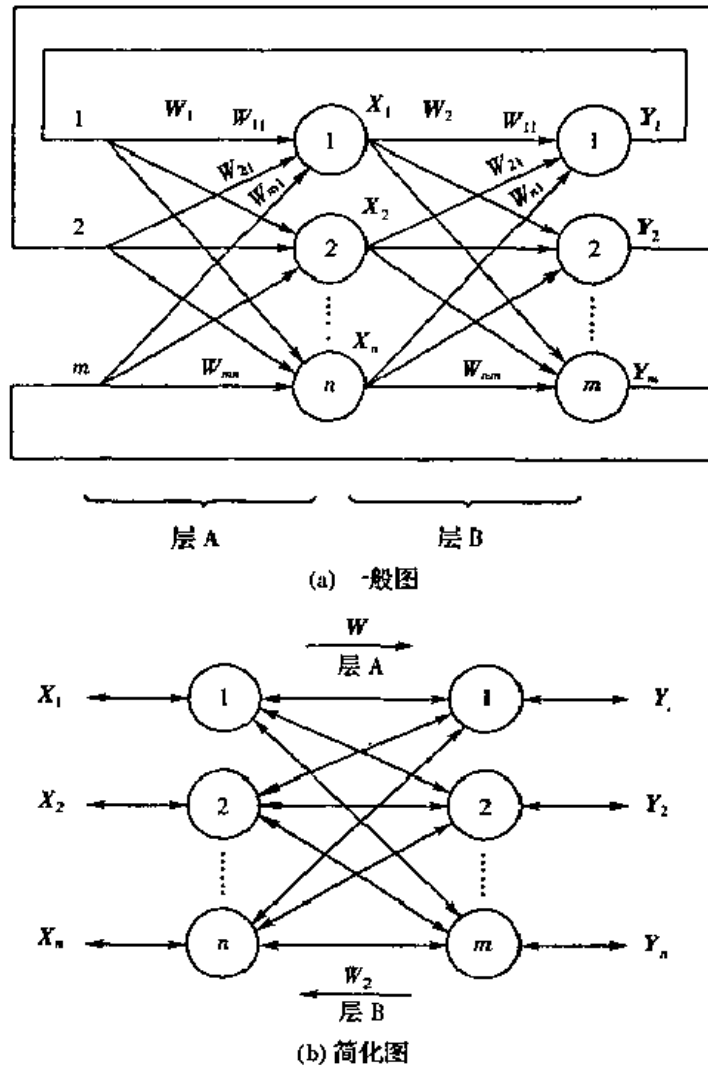 1 W₁ W₁₁ 1 X₁ W₂ W₁₁ 1 Y₁
W₂₁ W₂₁
Wₘ₁ Wₙ₁
2 2 X₂ 2 Y₂
m Wₘₙ n Xₙ Wₙₘ m Yₘ
层 A 层 B
(a) 一般图
W
层 A
X₁ 1 1
X₂ 2 2 Y₂
Xₙ n m Yₙ
W₂
层 B
(b) 简化图